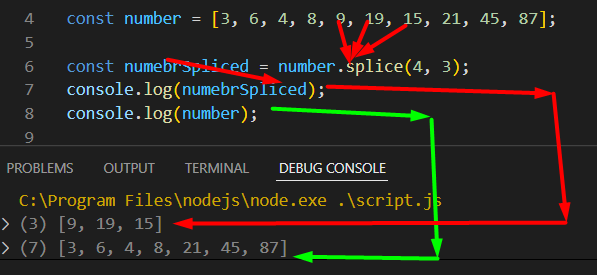 4 const number = [3, 6, 4, 8, 9, 19, 15, 21, 45, 87];
5
6 const numebrSpliced = number.splice(4, 3);
7 console.log(numebrSpliced);
8 console.log(number);
9
PROBLEMS OUTPUT TERMINAL DEBUG CONSOLE
C:\Program Files\nodejs\node.exe .\script.js
> (3) [9, 19, 15]
> (7) [3, 6, 4, 8, 21, 45, 87]